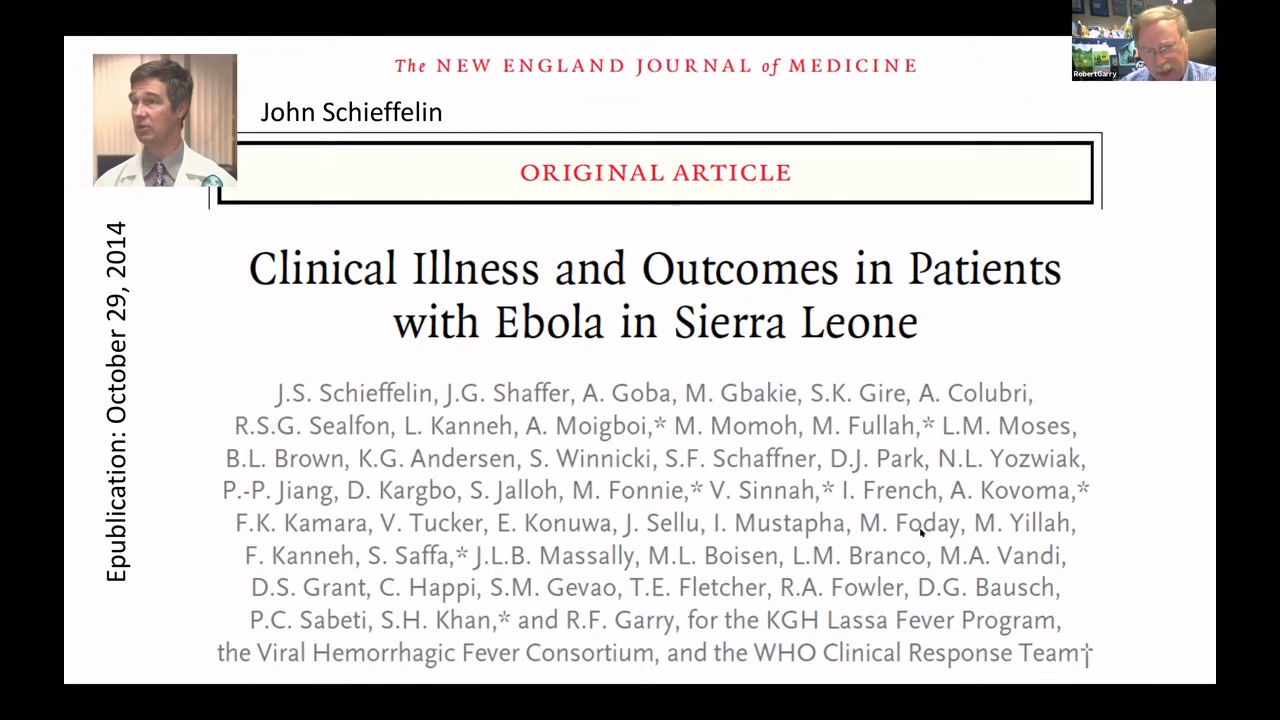 The NEW ENGLAND JOURNAL of MEDICINE
RobertGarry
John Schieffelin
ORIGINAL ARTICLE
Epublication: October 29, 2014
Clinical Illness and Outcomes in Patients
with Ebola in Sierra Leone
J.S. Schieffelin, J.G. Shaffer, A. Goba, M. Gbakie, S.K. Gire, A. Colubri,
R.S.G. Sealfon, L. Kanneh, A. Moigboi,* M. Momoh, M. Fullah,* L.M. Moses,
B.L. Brown, K.G. Andersen, S. Winnicki, S.F. Schaffner, D.J. Park, N.L. Yozwiak,
P.-P. Jiang, D. Kargbo, S. Jalloh, M. Fonnie,* V. Sinnah,* I. French, A. Kovoma,*
F.K. Kamara, V. Tucker, E. Konuwa, J. Sellu, I. Mustapha, M. Foday, M. Yillah,
F. Kanneh, S. Saffa,* J.L.B. Massally, M.L. Boisen, L.M. Branco, M.A. Vandi,
D.S. Grant, C. Happi, S.M. Gevao, T.E. Fletcher, R.A. Fowler, D.G. Bausch,
P.C. Sabeti, S.H. Khan,* and R.F. Garry, for the KGH Lassa Fever Program,
the Viral Hemorrhagic Fever Consortium, and the WHO Clinical Response Team†